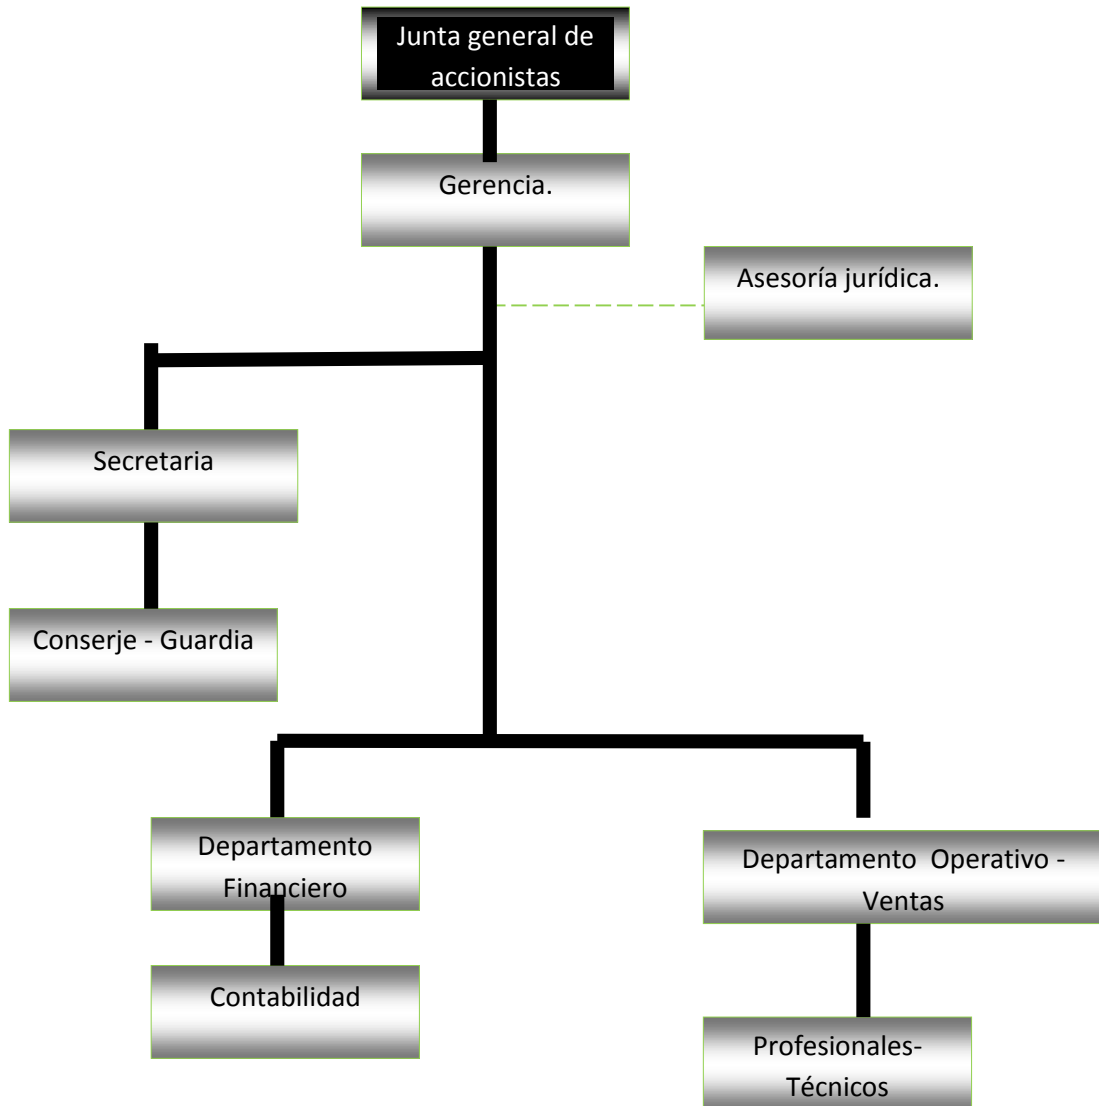 Junta general de
accionistas
Gerencia.
Asesoría jurídica.
Secretaria
Conserje - Guardia
Departamento
Financiero
Departamento  Operativo -
Ventas
Contabilidad
Profesionales-
Técnicos